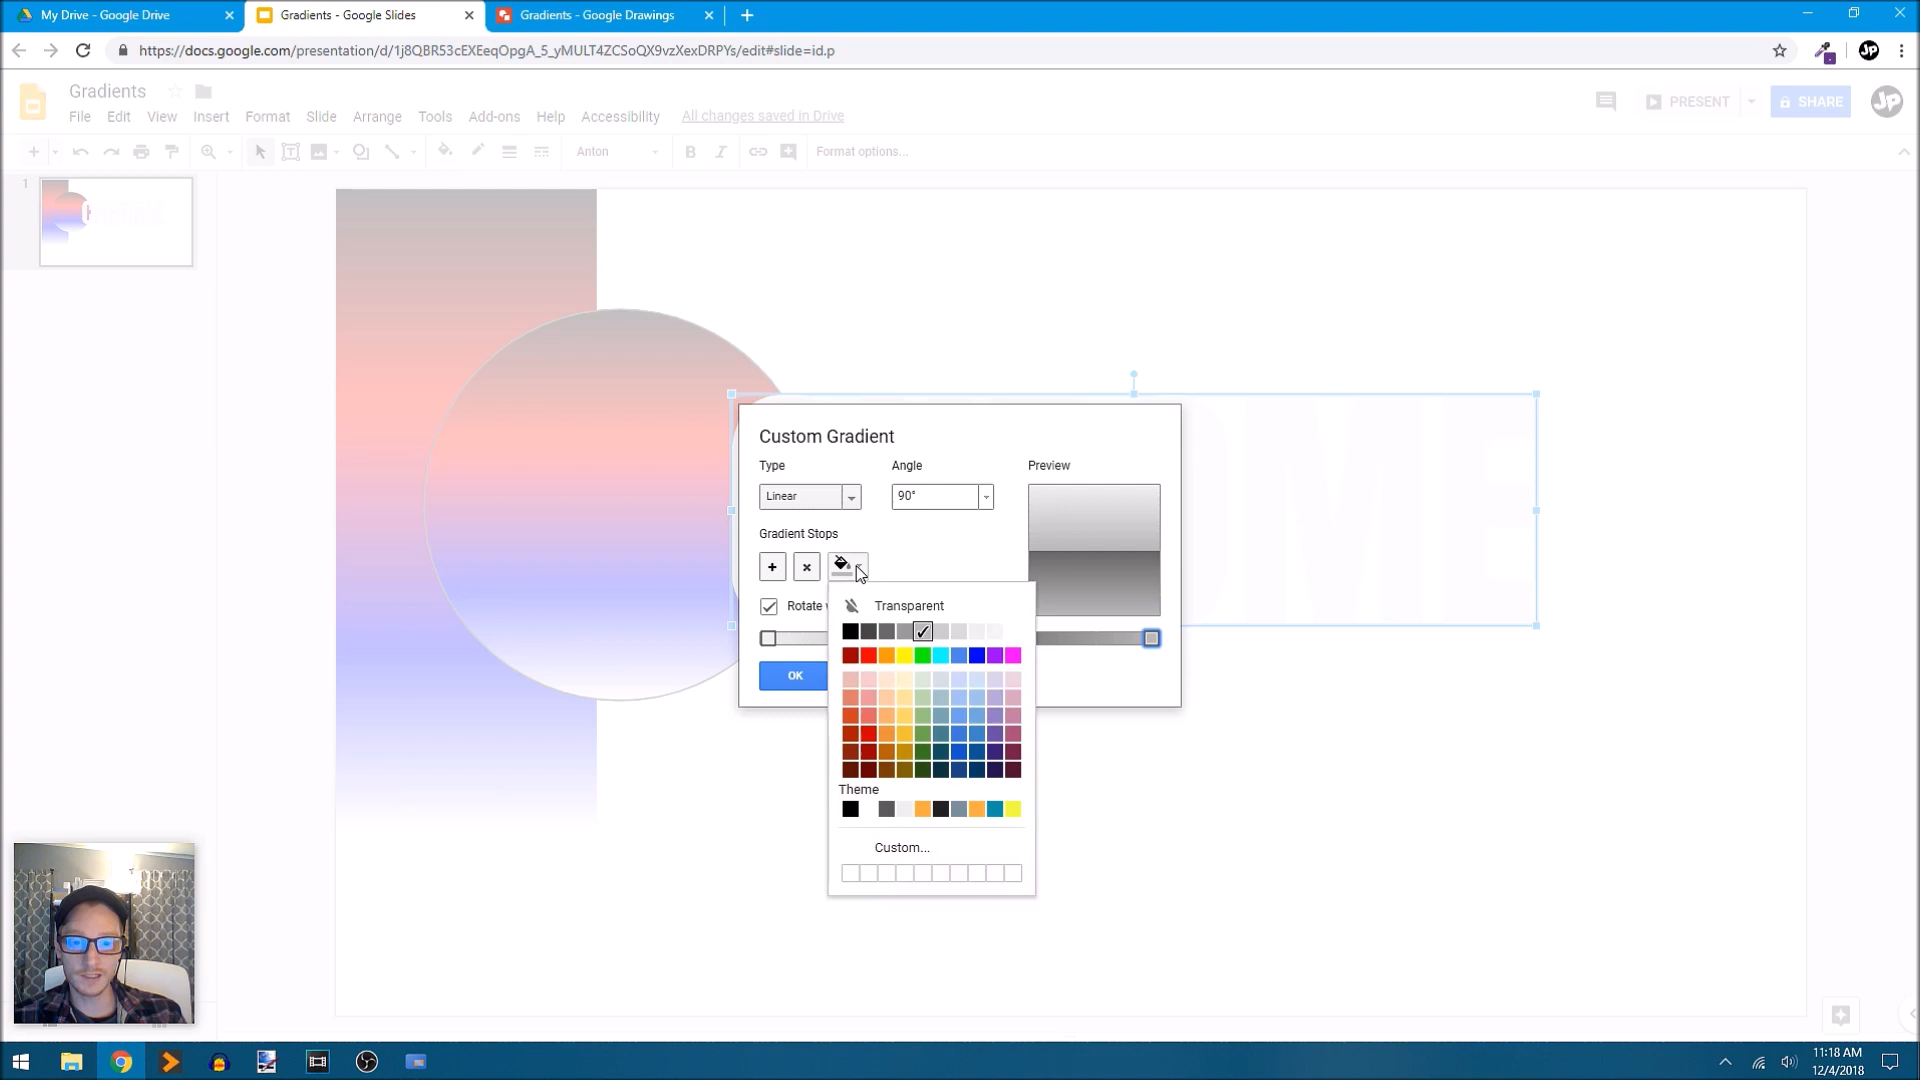 My Drive - Google Drive
Gradients - Google Slides
Gradients - Google Drawings
https://docs.google.com/presentation/d/1j8QBR53cEXEeqOpgA_5_yMULT4ZCSoQX9vzXexDRPYs/edit#slide=id.p
Gradients
PRESENT
SHARE
File Edit View Insert Format Slide Arrange Tools Add-ons Help Accessibility All changes saved in Drive
Anton
B I
Format options...
1
Custom Gradient
Type
Angle
Preview
Linear
90°
Gradient Stops
Rotate
Transparent
OK
Theme
Custom...
11:18 AM
12/4/2018